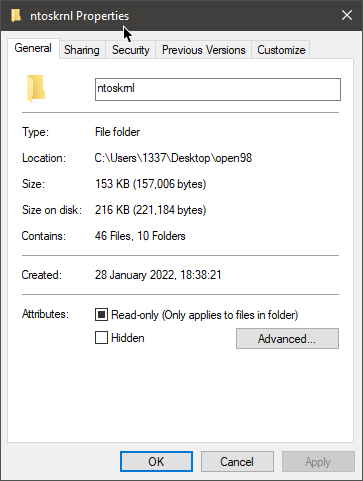 ntoskrnl Properties
General Sharing Security Previous Versions Customize
ntoskrnl
Type: File folder
Location: C:\Users\1337\Desktop\open98
Size: 153 KB (157,006 bytes)
Size on disk: 216 KB (221,184 bytes)
Contains: 46 Files, 10 Folders
Created: 28 January 2022, 18:38:21
Attributes: Read-only (Only applies to files in folder)
Hidden Advanced...
OK Cancel Apply